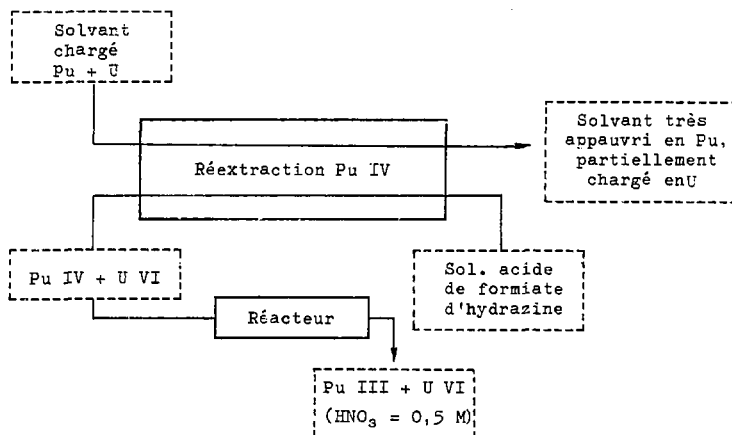 Solvant
chargé
Pu + U
Réextraction Pu IV
Solvant très
appauvri en Pu,
partiellement
chargé enU
Pu IV + U VI
Sol. acide
de formiate
d'hydrazine
Réacteur
Pu III + U VI
(HNO₃ = 0,5 M)